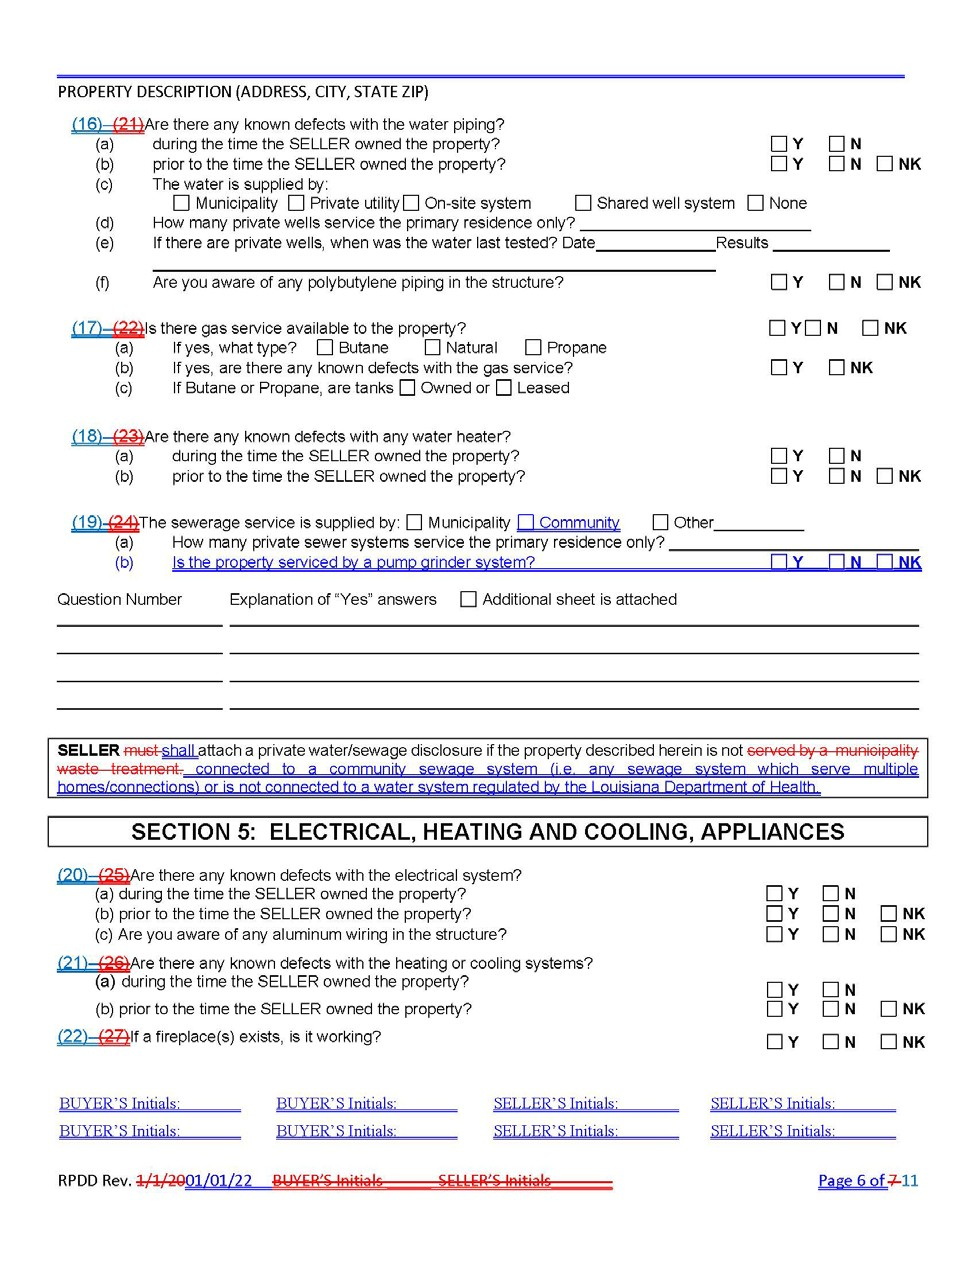 PROPERTY DESCRIPTION (ADDRESS, CITY, STATE ZIP)
(16) (21)Are there any known defects with the water piping?
(a) during the time the SELLER owned the property? Y N
(b) prior to the time the SELLER owned the property? Y N NK
(c) The water is supplied by:
Municipality Private utility On-site system Shared well system None
(d) How many private wells service the primary residence only?
(e) If there are private wells, when was the water last tested? Date Results
(f) Are you aware of any polybutylene piping in the structure? Y N NK
(17) (22)Is there gas service available to the property? Y N NK
(a) If yes, what type? Butane Natural Propane
(b) If yes, are there any known defects with the gas service? Y NK
(c) If Butane or Propane, are tanks Owned or Leased
(18) (23)Are there any known defects with any water heater?
(a) during the time the SELLER owned the property? Y N
(b) prior to the time the SELLER owned the property? Y N NK
(19) (24)The sewerage service is supplied by: Municipality Community Other
(a) How many private sewer systems service the primary residence only?
(b) Is the property serviced by a pump grinder system? Y N NK
Question Number Explanation of “Yes” answers Additional sheet is attached
SELLER must shall attach a private water/sewage disclosure if the property described herein is not served by a municipality
waste treatment. connected to a community sewage system (i.e. any sewage system which serve multiple
homes/connections) or is not connected to a water system regulated by the Louisiana Department of Health.
SECTION 5: ELECTRICAL, HEATING AND COOLING, APPLIANCES
(20) (25)Are there any known defects with the electrical system?
(a) during the time the SELLER owned the property? Y N
(b) prior to the time the SELLER owned the property? Y N NK
(c) Are you aware of any aluminum wiring in the structure? Y N NK
(21) (26)Are there any known defects with the heating or cooling systems?
(a) during the time the SELLER owned the property? Y N
(b) prior to the time the SELLER owned the property? Y N NK
(22) (27)If a fireplace(s) exists, is it working? Y N NK
BUYER’S Initials: BUYER’S Initials: SELLER’S Initials: SELLER’S Initials:
BUYER’S Initials: BUYER’S Initials: SELLER’S Initials: SELLER’S Initials:
RPDD Rev. 1/1/2001/01/22 BUYER’S Initials SELLER’S Initials Page 6 of 7 11